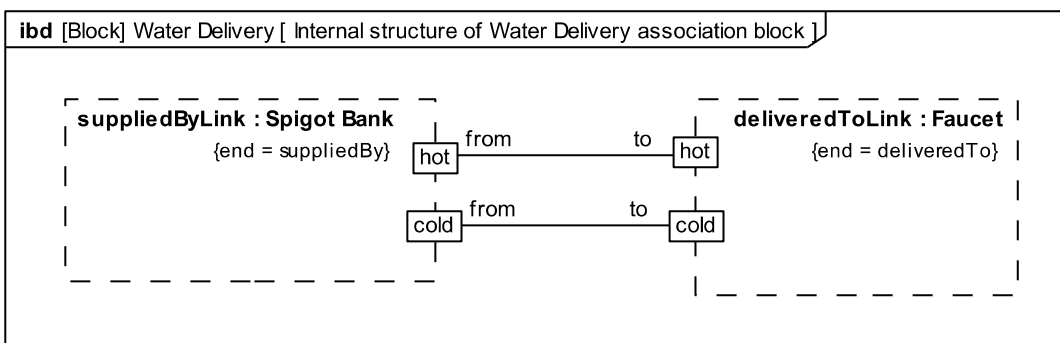 ibd [Block] Water Delivery [ Internal structure of Water Delivery association block ]
suppliedByLink : Spigot Bank
{end = suppliedBy}
deliveredToLink : Faucet
{end = deliveredTo}
hot from to hot
cold from to cold